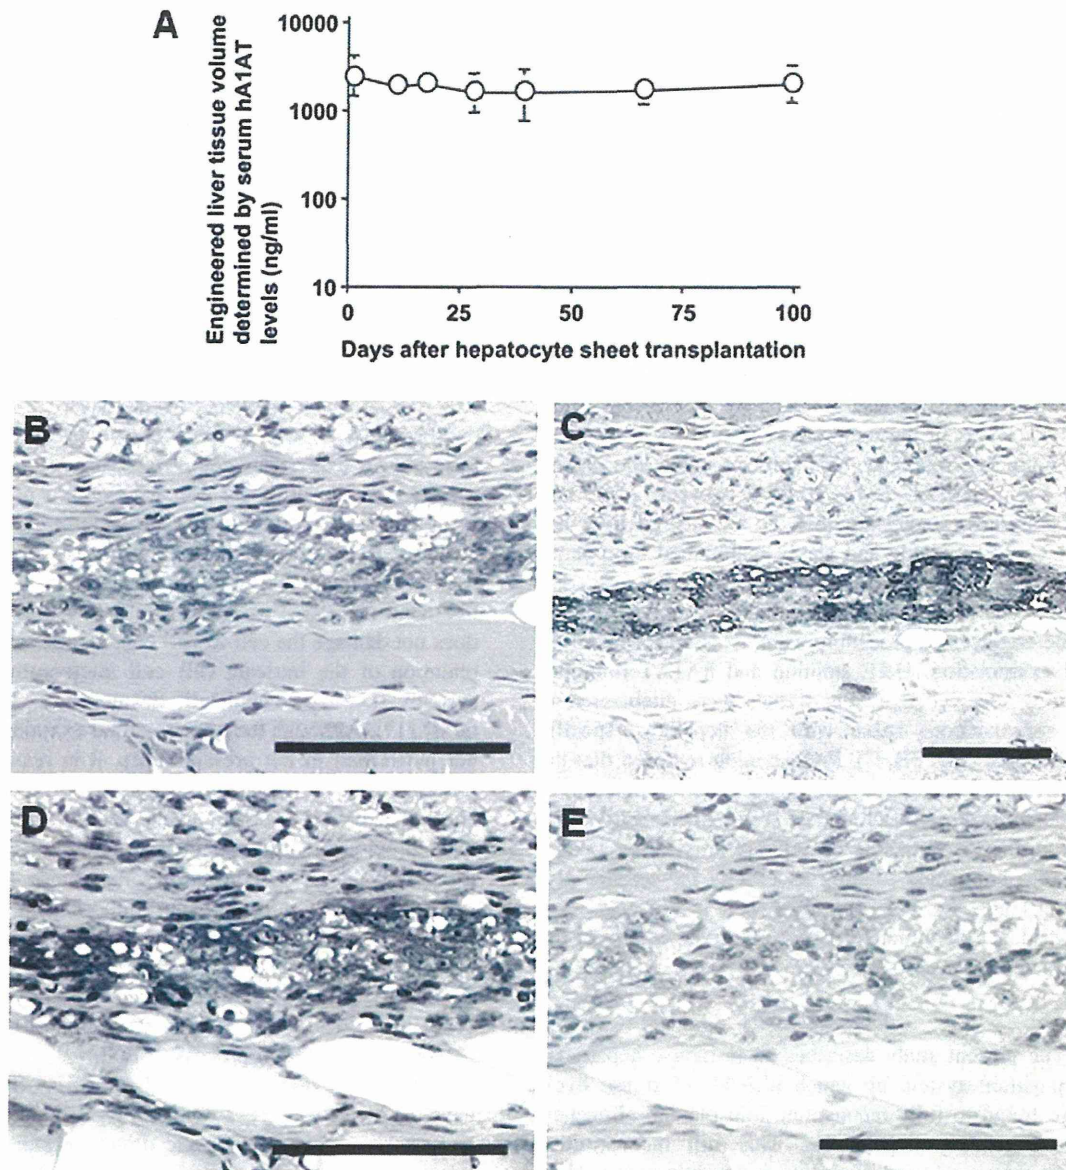 A
Engineered liver tissue volume
determined by serum hA1AT
levels (ng/ml)
10000
1000
100
10
0 25 50 75 100
Days after hepatocyte sheet transplantation
B
C
D
E